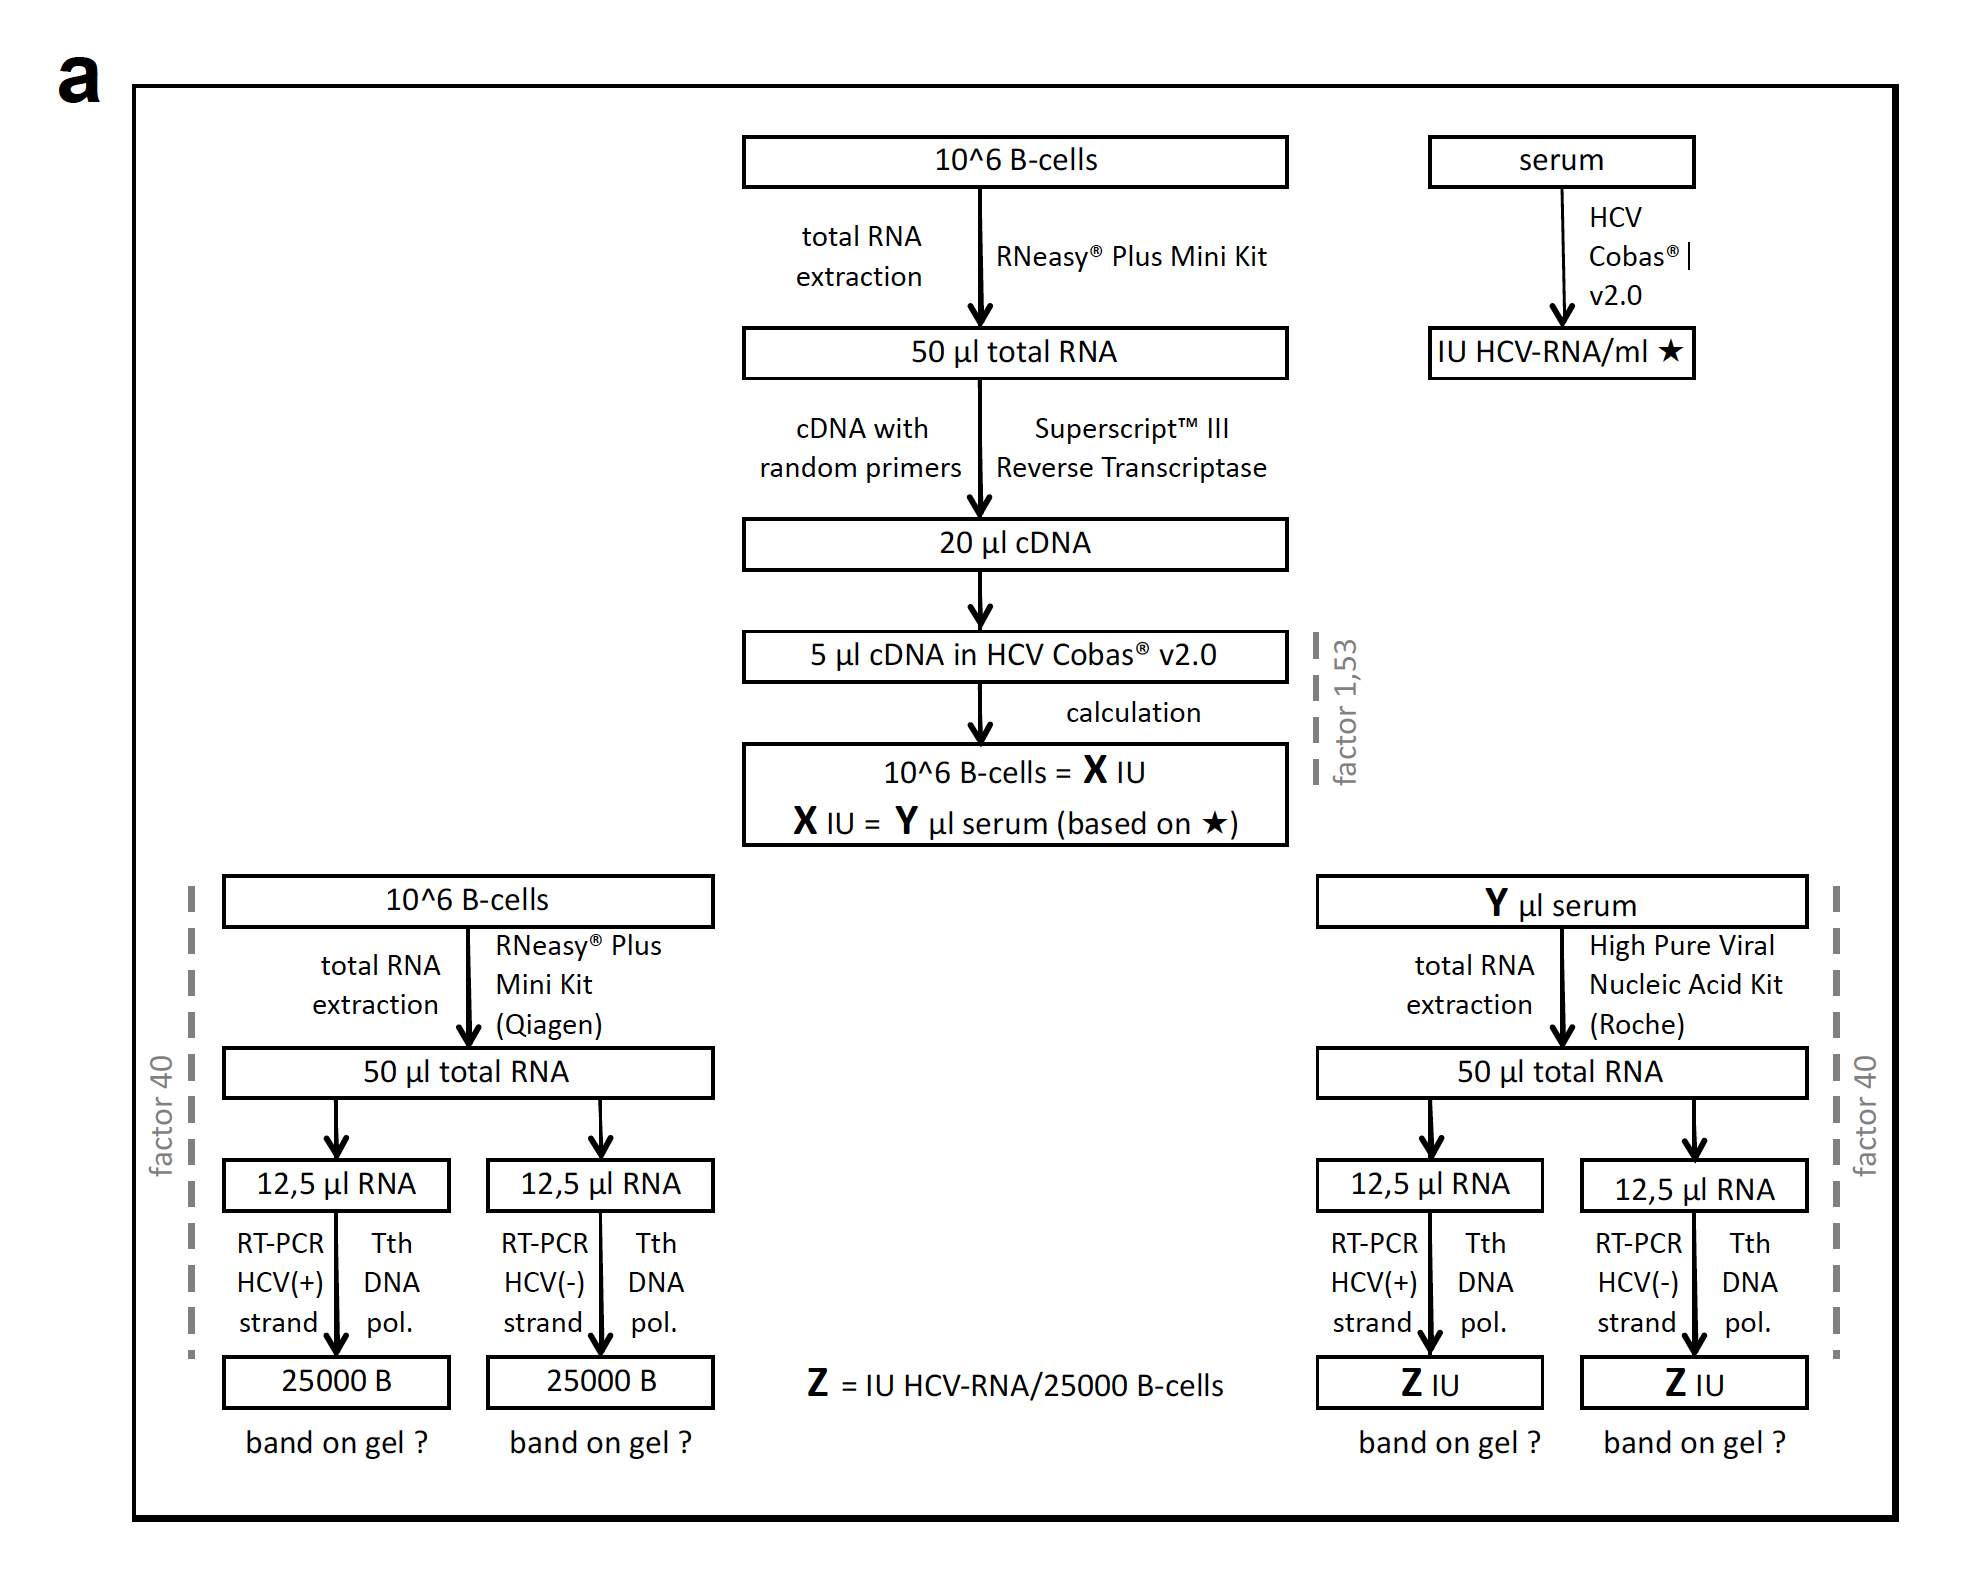 a
10^6 B-cells
total RNA
extraction
RNeasy® Plus Mini Kit
50 µl total RNA
cDNA with
random primers
Superscript™ III
Reverse Transcriptase
20 µl cDNA
5 µl cDNA in HCV Cobas® v2.0
calculation
factor 1,53
10^6 B-cells = X IU
X IU = Y µl serum (based on ★)
serum
HCV
Cobas® |
v2.0
IU HCV-RNA/ml ★
factor 40
10^6 B-cells
total RNA
extraction
RNeasy® Plus
Mini Kit
(Qiagen)
50 µl total RNA
12,5 µl RNA
12,5 µl RNA
RT-PCR
HCV(+)
strand
Tth
DNA
pol.
RT-PCR
HCV(-)
strand
Tth
DNA
pol.
25000 B
25000 B
band on gel ?
band on gel ?
Z = IU HCV-RNA/25000 B-cells
Y µl serum
total RNA
extraction
High Pure Viral
Nucleic Acid Kit
(Roche)
50 µl total RNA
12,5 µl RNA
12,5 µl RNA
RT-PCR
HCV(+)
strand
Tth
DNA
pol.
RT-PCR
HCV(-)
strand
Tth
DNA
pol.
Z IU
Z IU
band on gel ?
band on gel ?
factor 40